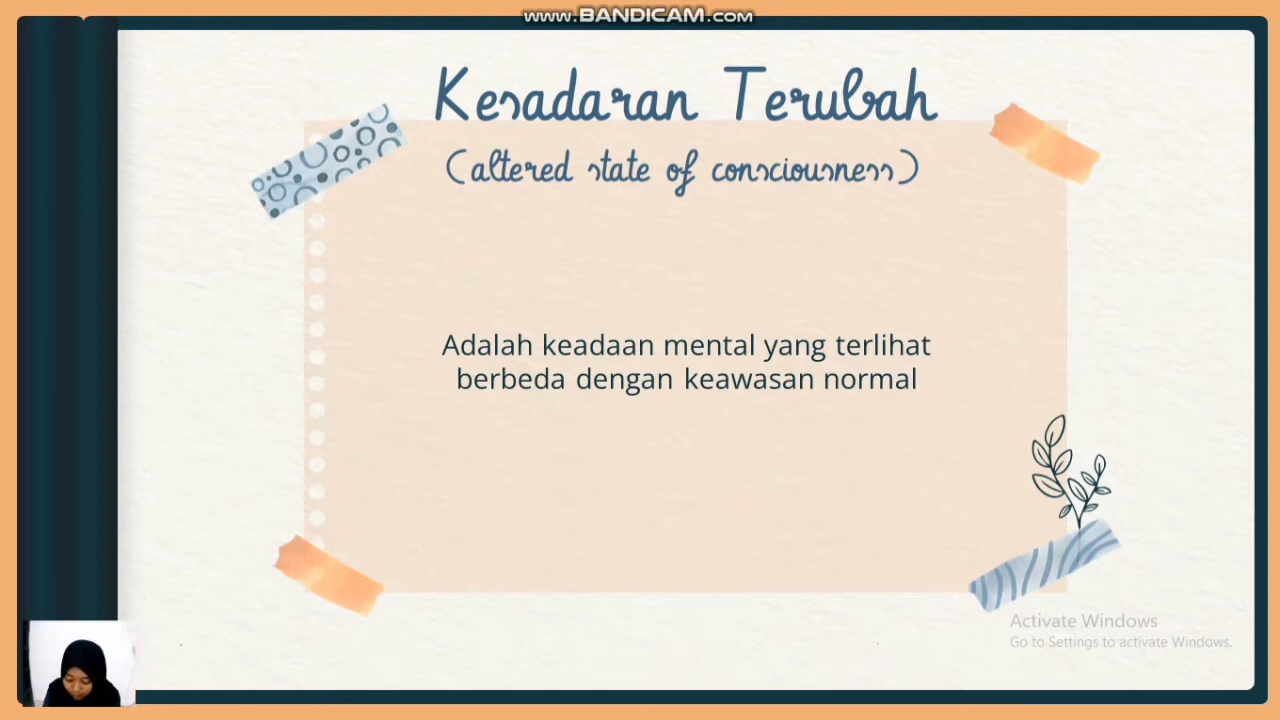 www.BANDICAM.com
Kesadaran Terubah
(altered state of consciousness)
Adalah keadaan mental yang terlihat
berbeda dengan keawasan normal
Activate Windows
Go to Settings to activate Windows.